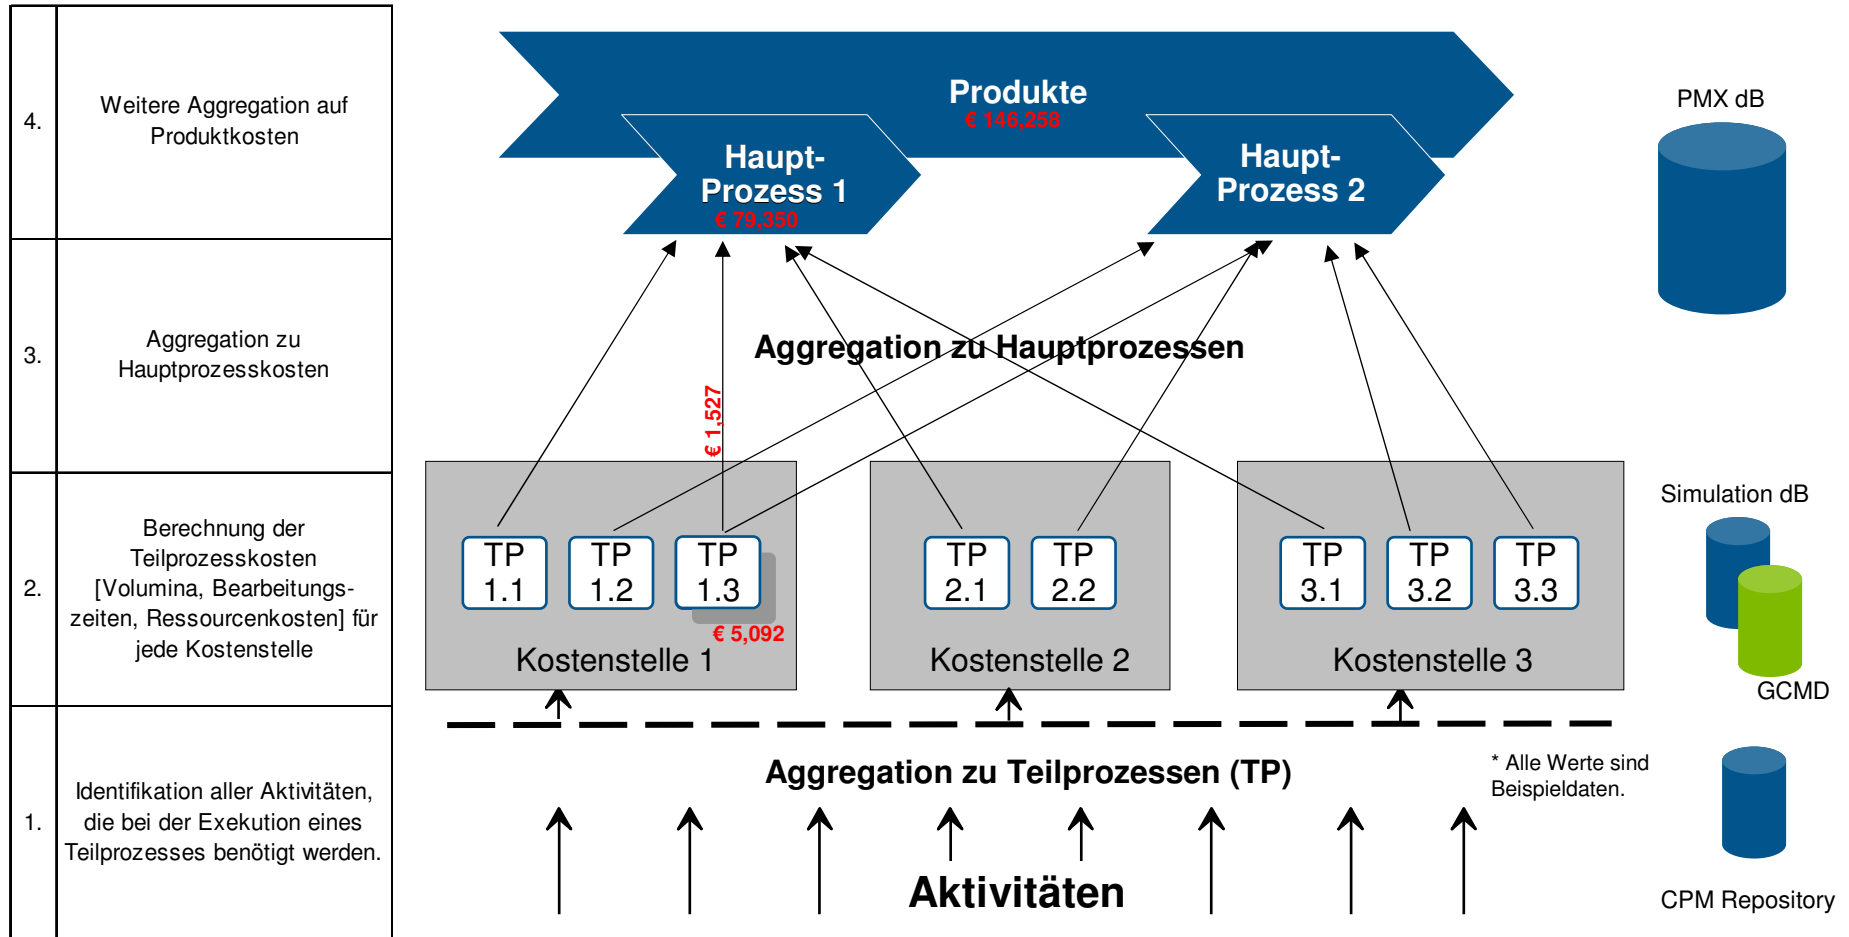 4.
Weitere Aggregation auf
Produktkosten
3.
Aggregation zu
Hauptprozesskosten
2.
Berechnung der
Teilprozesskosten
[Volumina, Bearbeitungs-
zeiten, Ressourcenkosten] für
jede Kostenstelle
1.
Identifikation aller Aktivitäten,
die bei der Exekution eines
Teilprozesses benötigt werden.
Produkte
€ 146,258
Haupt-
Prozess 1
€ 79,350
Haupt-
Prozess 2
Aggregation zu Hauptprozessen
€ 1,527
TP
1.1
TP
1.2
TP
1.3
€ 5,092
Kostenstelle 1
TP
2.1
TP
2.2
Kostenstelle 2
TP
3.1
TP
3.2
TP
3.3
Kostenstelle 3
Aggregation zu Teilprozessen (TP)
* Alle Werte sind
Beispieldaten.
Aktivitäten
PMX dB
Simulation dB
GCMD
CPM Repository